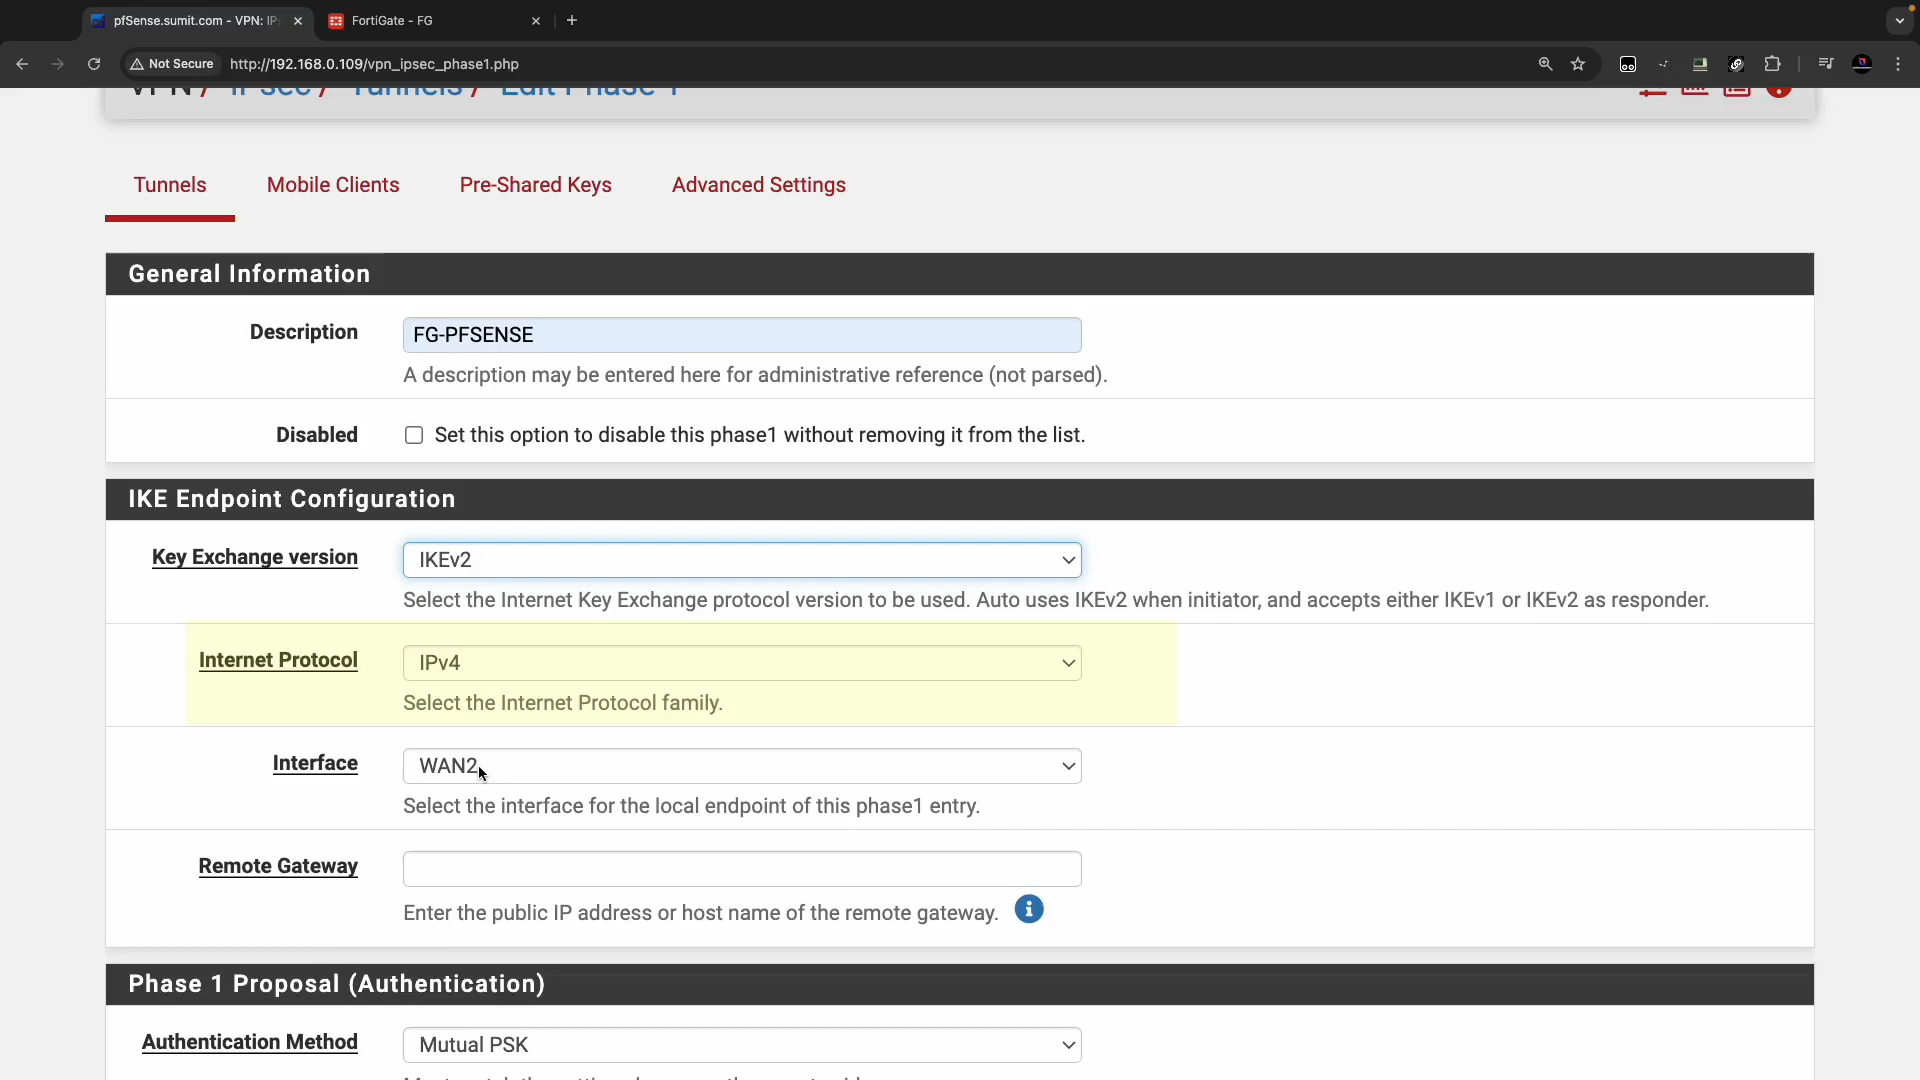 pfSense.sumit.com - VPN: IP
FortiGate - FG
Not Secure
http://192.168.0.109/vpn_ipsec_phase1.php
VPN / IPsec / Tunnels / Edit Phase 1
Tunnels
Mobile Clients
Pre-Shared Keys
Advanced Settings
General Information
Description
FG-PFSENSE
A description may be entered here for administrative reference (not parsed).
Disabled
Set this option to disable this phase1 without removing it from the list.
IKE Endpoint Configuration
Key Exchange version
IKEv2
Select the Internet Key Exchange protocol version to be used. Auto uses IKEv2 when initiator, and accepts either IKEv1 or IKEv2 as responder.
Internet Protocol
IPv4
Select the Internet Protocol family.
Interface
WAN2
Select the interface for the local endpoint of this phase1 entry.
Remote Gateway
Enter the public IP address or host name of the remote gateway.
Phase 1 Proposal (Authentication)
Authentication Method
Mutual PSK